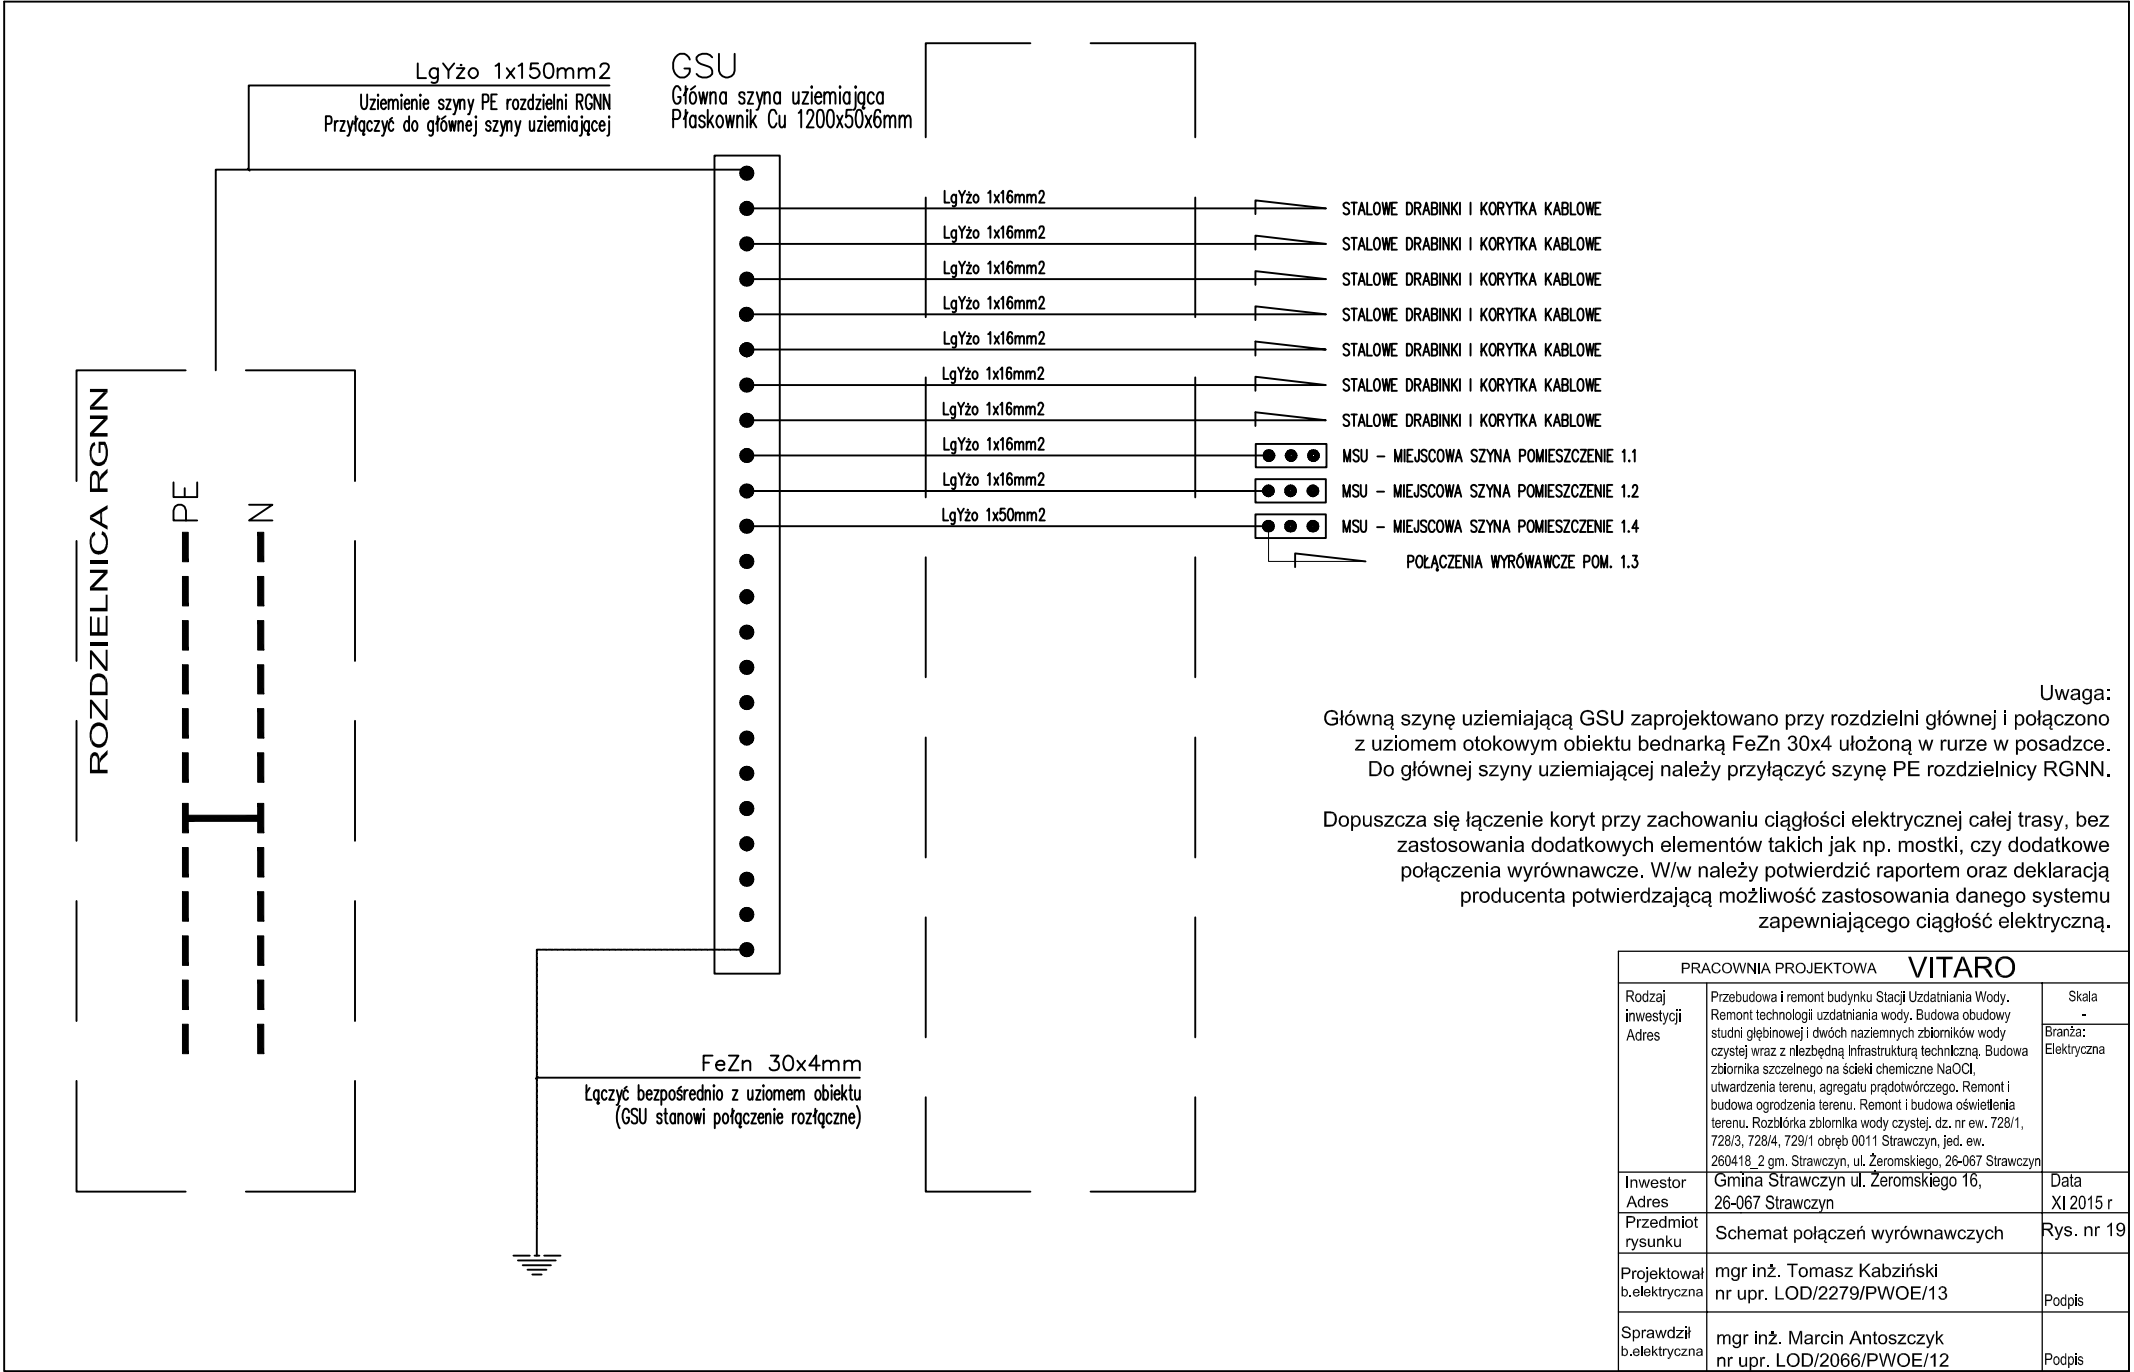 LgYżo 1x150mm2
Uziemienie szyny PE rozdzielni RGNN
Przyłączyć do głównej szyny uziemiającej
GSU
Główna szyna uziemiająca
Płaskownik Cu 1200x50x6mm
LgYżo 1x16mm2
STALOWE DRABINKI I KORYTKA KABLOWE
LgYżo 1x16mm2
STALOWE DRABINKI I KORYTKA KABLOWE
LgYżo 1x16mm2
STALOWE DRABINKI I KORYTKA KABLOWE
LgYżo 1x16mm2
STALOWE DRABINKI I KORYTKA KABLOWE
LgYżo 1x16mm2
STALOWE DRABINKI I KORYTKA KABLOWE
LgYżo 1x16mm2
STALOWE DRABINKI I KORYTKA KABLOWE
LgYżo 1x16mm2
STALOWE DRABINKI I KORYTKA KABLOWE
LgYżo 1x16mm2
MSU – MIEJSCOWA SZYNA POMIESZCZENIE 1.1
LgYżo 1x16mm2
MSU – MIEJSCOWA SZYNA POMIESZCZENIE 1.2
LgYżo 1x50mm2
MSU – MIEJSCOWA SZYNA POMIESZCZENIE 1.4
POŁĄCZENIA WYRÓWAWCZE POM. 1.3
ROZDZIELNICA RGNN
PE
N
FeZn 30x4mm
Łączyć bezpośrednio z uziomem obiektu
(GSU stanowi połączenie rozłączne)
Uwaga:
Główną szynę uziemiającą GSU zaprojektowano przy rozdzielni głównej i połączono
z uziomem otokowym obiektu bednarką FeZn 30x4 ułożoną w rurze w posadzce.
Do głównej szyny uziemiającej należy przyłączyć szynę PE rozdzielnicy RGNN.
Dopuszcza się łączenie koryt przy zachowaniu ciągłości elektrycznej całej trasy, bez
zastosowania dodatkowych elementów takich jak np. mostki, czy dodatkowe
połączenia wyrównawcze. W/w należy potwierdzić raportem oraz deklaracją
producenta potwierdzającą możliwość zastosowania danego systemu
zapewniającego ciągłość elektryczną.
PRACOWNIA PROJEKTOWA VITARO
Rodzaj
inwestycji
Adres
Przebudowa i remont budynku Stacji Uzdatniania Wody.
Remont technologii uzdatniania wody. Budowa obudowy
studni głębinowej i dwóch naziemnych zbiorników wody
czystej wraz z niezbędną infrastrukturą techniczną. Budowa
zbiornika szczelnego na ścieki chemiczne NaOCl,
utwardzenia terenu, agregatu prądotwórczego. Remont i
budowa ogrodzenia terenu. Remont i budowa oświetlenia
terenu. Rozbiórka zbiornika wody czystej. dz. nr ew. 728/1,
728/3, 728/4, 729/1 obręb 0011 Strawczyn, jed. ew.
260418_2 gm. Strawczyn, ul. Żeromskiego, 26-067 Strawczyn
Skala
-
Branża:
Elektryczna
Inwestor
Adres
Gmina Strawczyn ul. Żeromskiego 16,
26-067 Strawczyn
Data
XI 2015 r
Przedmiot
rysunku
Schemat połączeń wyrównawczych
Rys. nr 19
Projektował
b.elektryczna
mgr inż. Tomasz Kabziński
nr upr. LOD/2279/PWOE/13
Podpis
Sprawdził
b.elektryczna
mgr inż. Marcin Antoszczyk
nr upr. LOD/2066/PWOE/12
Podpis